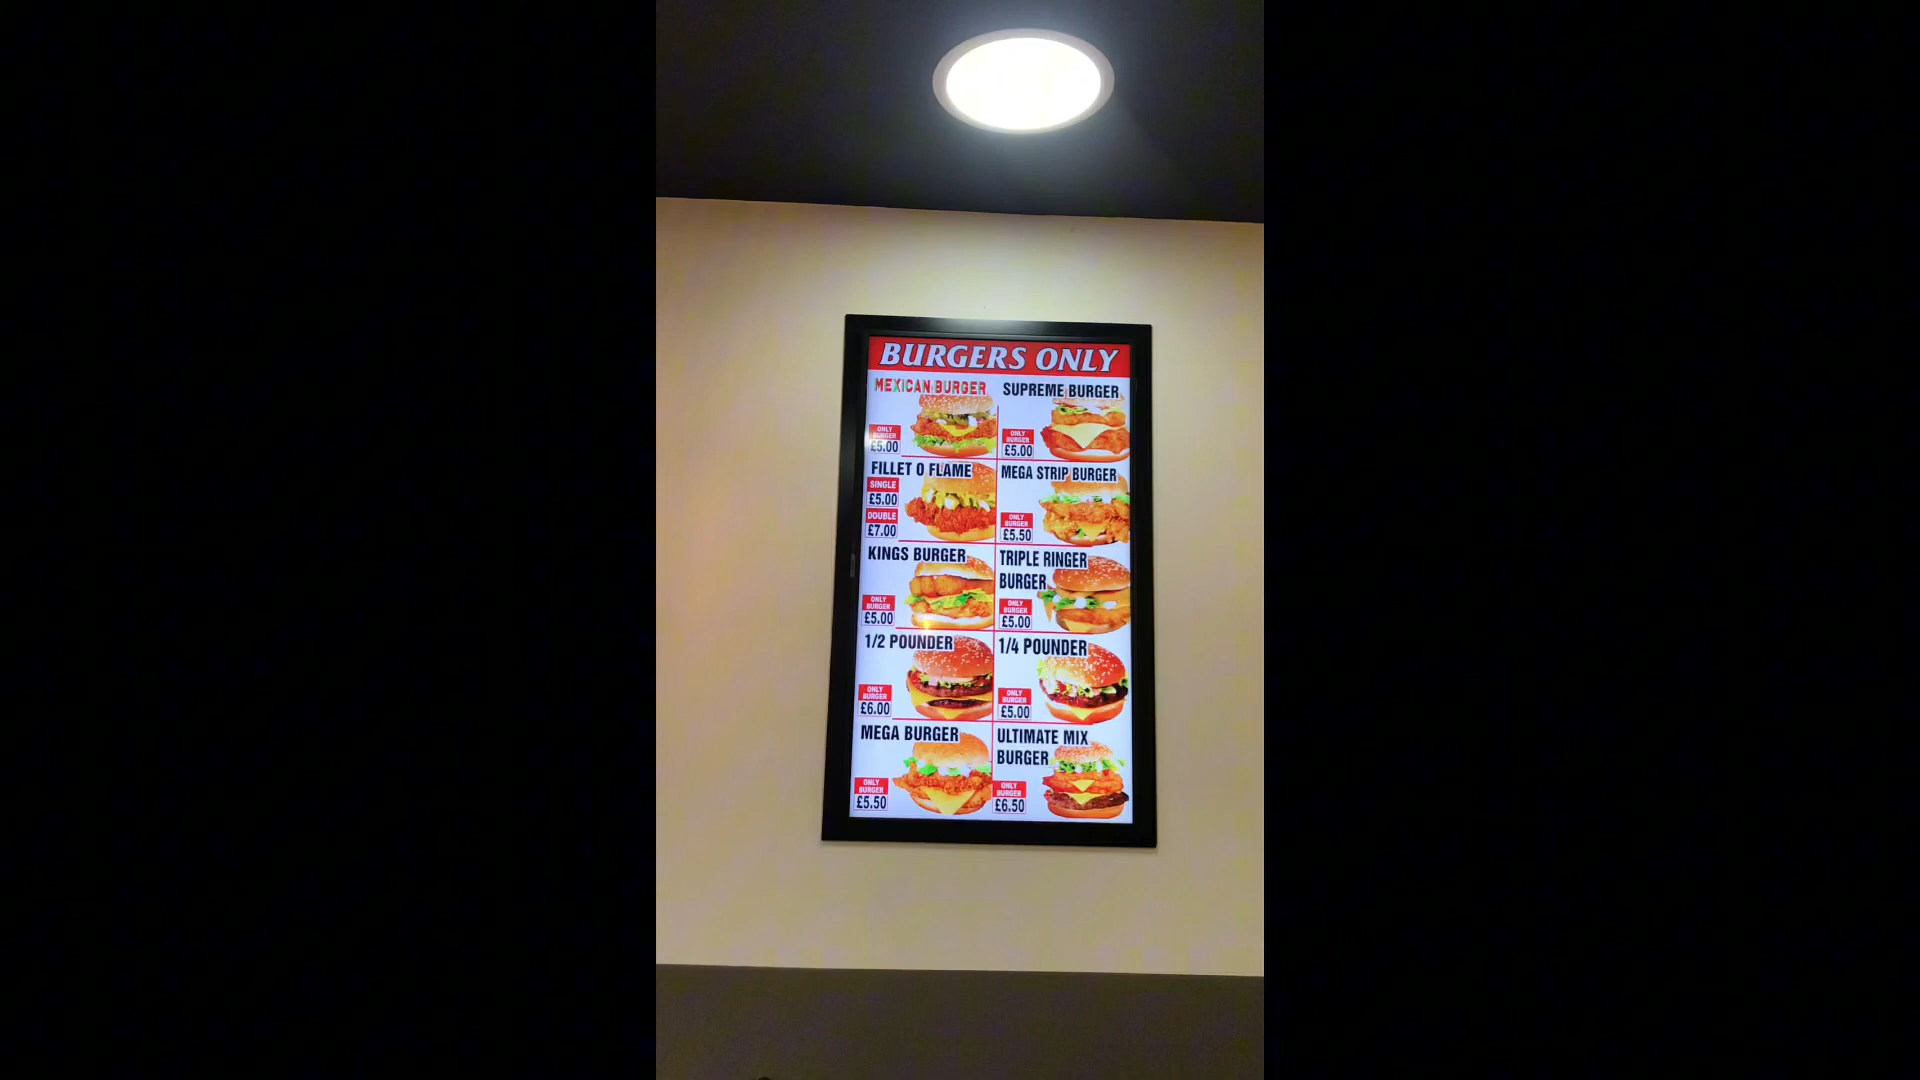 BURGERS ONLY
MEXICAN BURGER
ONLY
BURGER
£5.00
SUPREME BURGER
ONLY
BURGER
£5.00
FILLET O FLAME
SINGLE
£5.00
DOUBLE
£7.00
MEGA STRIP BURGER
ONLY
BURGER
£5.50
KINGS BURGER
ONLY
BURGER
£5.00
TRIPLE RINGER
BURGER
ONLY
BURGER
£5.00
1/2 POUNDER
ONLY
BURGER
£6.00
1/4 POUNDER
ONLY
BURGER
£5.00
MEGA BURGER
ONLY
BURGER
£5.50
ULTIMATE MIX
BURGER
ONLY
BURGER
£6.50